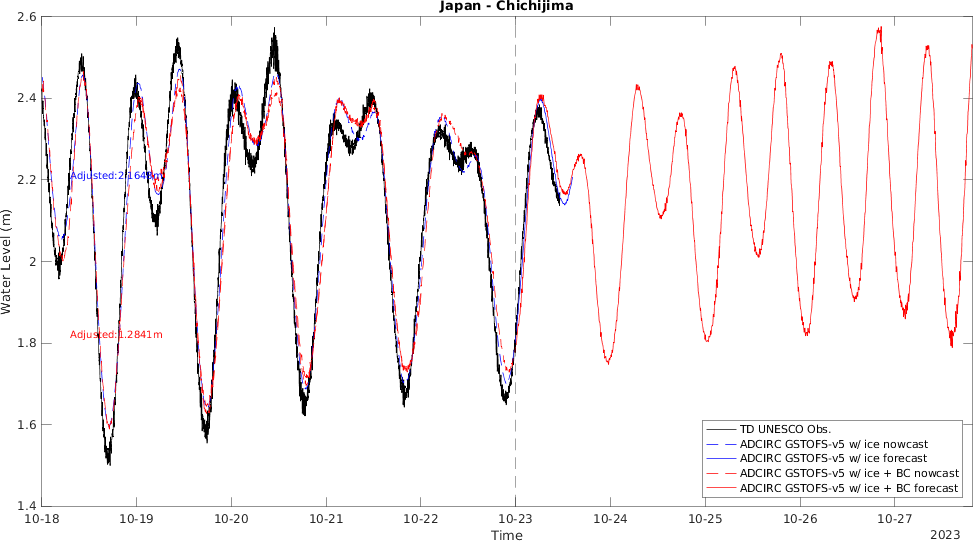 Japan - Chichijima
2.6
2.4
2.2
2
1.8
1.6
1.4
Water Level (m)
Adjusted:2.1648m
Adjusted:1.2841m
TD UNESCO Obs.
ADCIRC GSTOFS-v5 w/ ice nowcast
ADCIRC GSTOFS-v5 w/ ice forecast
ADCIRC GSTOFS-v5 w/ ice + BC nowcast
ADCIRC GSTOFS-v5 w/ ice + BC forecast
10-18 10-19 10-20 10-21 10-22 10-23 10-24 10-25 10-26 10-27
Time
2023